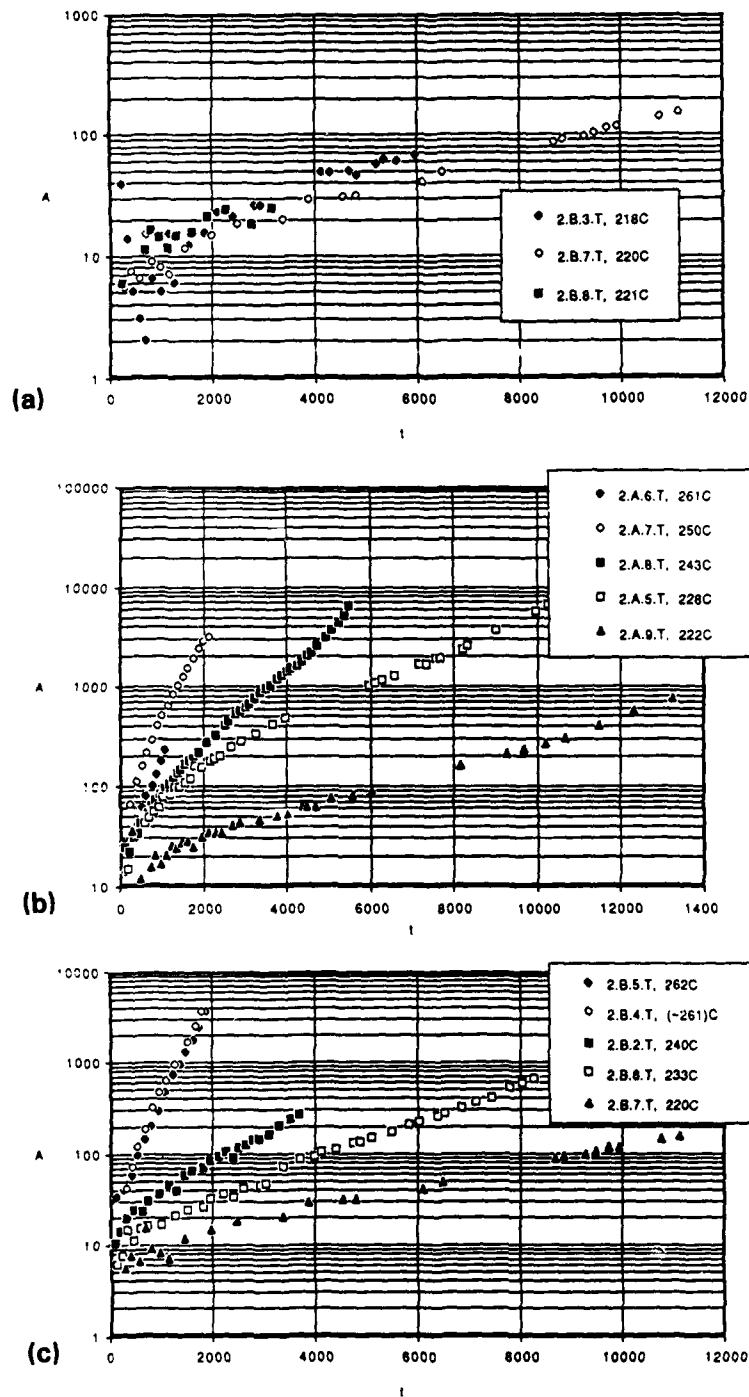 1000
100
A
10
1
2.B.3.T, 218C
2.B.7.T, 220C
2.B.8.T, 221C
0 2000 4000 6000 8000 10000 12000
(a)
t
100000
10000
A
1000
100
10
2.A.6.T, 261C
2.A.7.T, 250C
2.A.8.T, 243C
2.A.5.T, 228C
2.A.9.T, 222C
0 2000 4000 6000 8000 10000 12000 1400
(b)
t
10000
1000
A
100
10
1
2.B.5.T, 262C
2.B.4.T, (~261)C
2.B.2.T, 240C
2.B.8.T, 233C
2.B.7.T, 220C
0 2000 4000 6000 8000 10000 12000
(c)
t